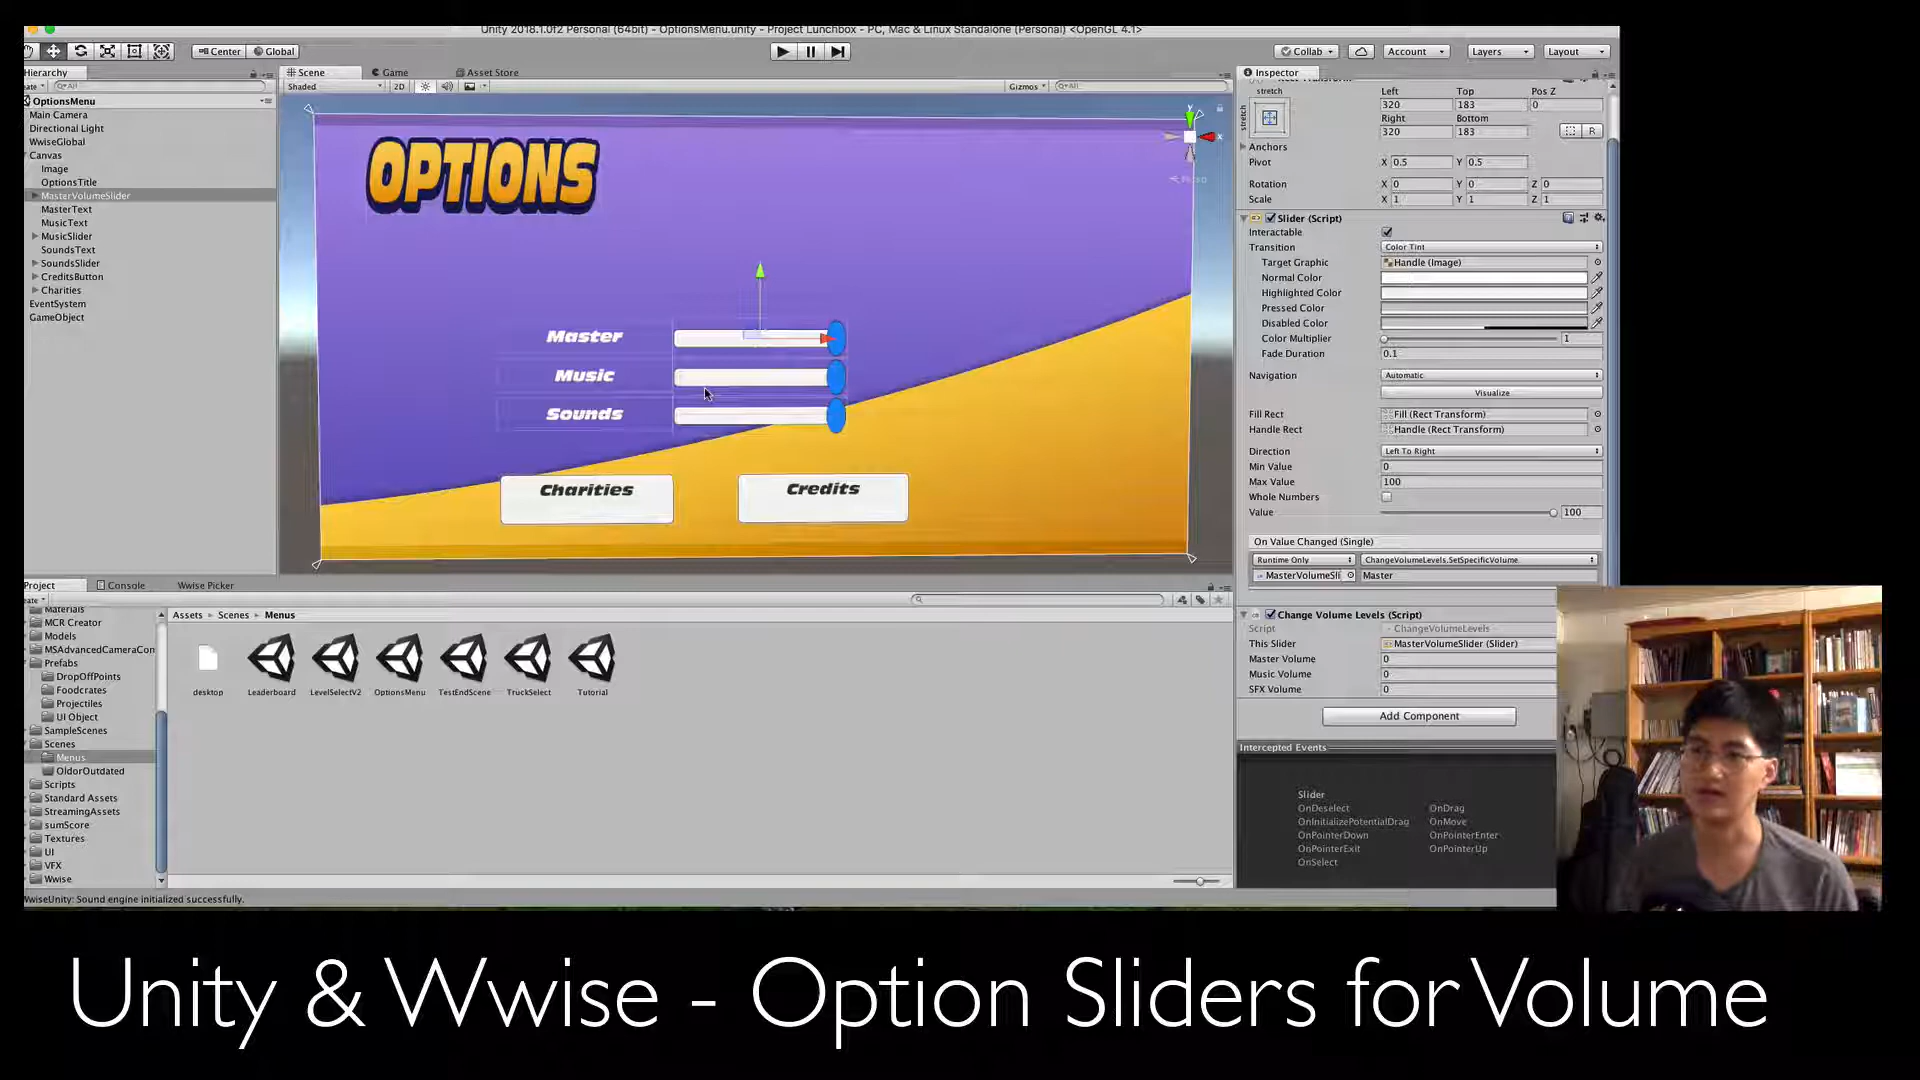 Unity 2018.1.0f2 Personal (64bit) - OptionsMenu.unity - Project Lunchbox - PC, Mac & Linux Standalone (Personal) <OpenGL 4.1>
Center Global
Collab Account Layers Layout
Hierarchy
OptionsMenu
Main Camera
Directional Light
WwiseGlobal
Canvas
Image
OptionsTitle
MasterVolumeSlider
MasterText
MusicText
MusicSlider
SoundsText
SoundsSlider
CreditsButton
Charities
EventSystem
GameObject
Scene Game Asset Store
Shaded 2D Gizmos
OPTIONS
Master
Music
Sounds
Charities Credits
Inspector
stretch Left Top Pos Z
320 183 0
Right Bottom
320 183 R
Anchors
Pivot X 0.5 Y 0.5
Rotation X 0 Y 0 Z 0
Scale X 1 Y 1 Z 1
Slider (Script)
Interactable
Transition Color Tint
Target Graphic Handle (Image)
Normal Color
Highlighted Color
Pressed Color
Disabled Color
Color Multiplier 1
Fade Duration 0.1
Navigation Automatic
Visualize
Fill Rect Fill (Rect Transform)
Handle Rect Handle (Rect Transform)
Direction Left To Right
Min Value 0
Max Value 100
Whole Numbers
Value 100
On Value Changed (Single)
Runtime Only ChangeVolumeLevels.SetSpecificVolume
MasterVolumeSli Master
Change Volume Levels (Script)
Script ChangeVolumeLevels
This Slider MasterVolumeSlider (Slider)
Master Volume 0
Music Volume 0
SFX Volume 0
Add Component
Intercepted Events
Slider
OnDeselect OnDrag
OnInitializePotentialDrag OnMove
OnPointerDown OnPointerEnter
OnPointerExit OnPointerUp
OnSelect
Project Console Wwise Picker
Materials
MCR Creator
Models
MSAdvancedCameraCon
Prefabs
DropOffPoints
Foodcrates
Projectiles
UI Object
SampleScenes
Scenes
Menus
OldorOutdated
Scripts
Standard Assets
StreamingAssets
sumScore
Textures
UI
VFX
Wwise
Assets Scenes Menus
desktop Leaderboard LevelSelectV2 OptionsMenu TestEndScene TruckSelect Tutorial
WwiseUnity: Sound engine initialized successfully.
Unity & Wwise - Option Sliders for Volume